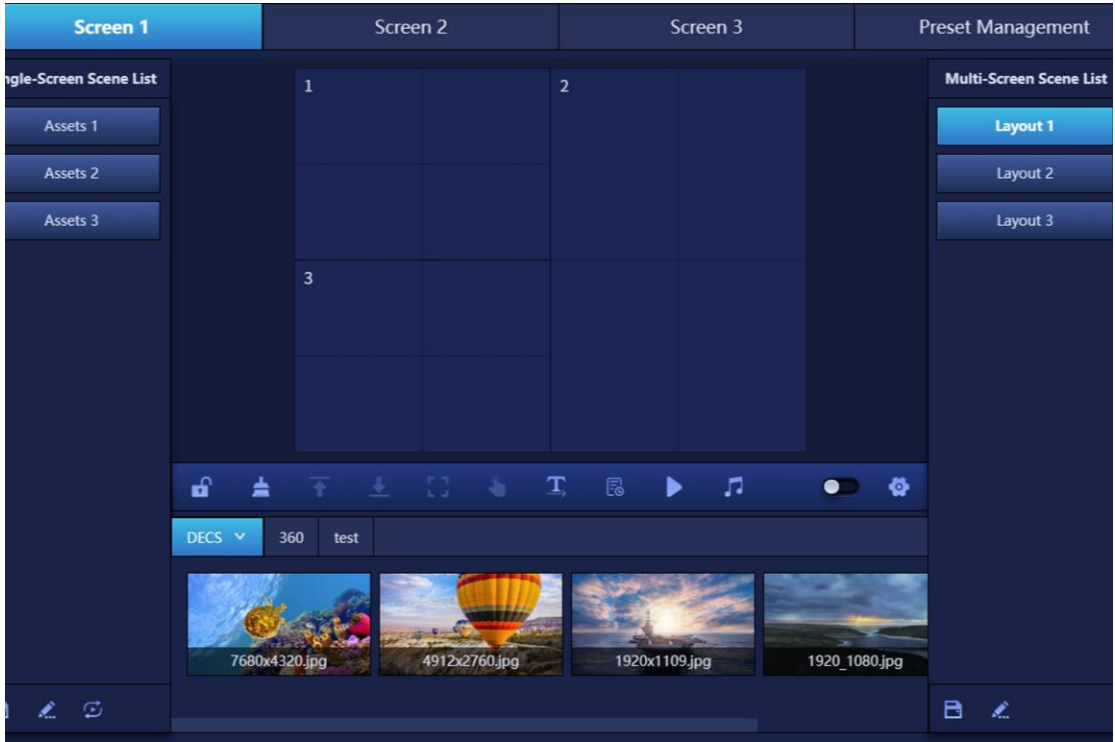 Screen 1
Screen 2
Screen 3
Preset Management
ngle-Screen Scene List
Multi-Screen Scene List
Assets 1
Assets 2
Assets 3
1
2
3
Layout 1
Layout 2
Layout 3
DECS
360
test
7680x4320.jpg
4912x2760.jpg
1920x1109.jpg
1920_1080.jpg